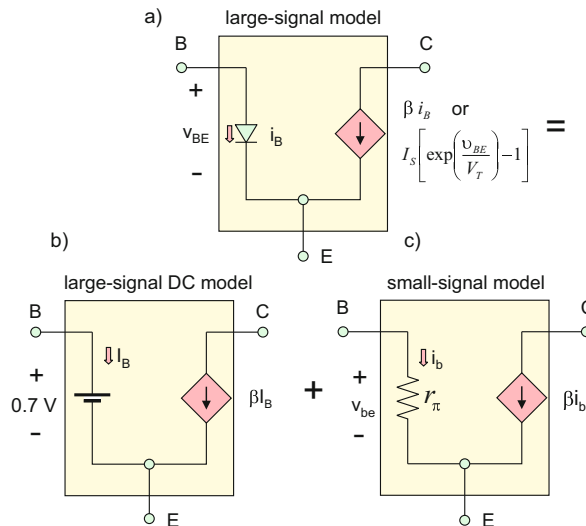 large-signal model
a)
B
C
+
v_BE
-
i_B
β i_B or
I_S [exp(υ_BE / V_T) - 1]
=
E
b)
c)
large-signal DC model
small-signal model
B
C
I_B
+
0.7 V
-
βI_B
E
+
B
C
i_b
+
v_be
-
r_π
βi_b
E